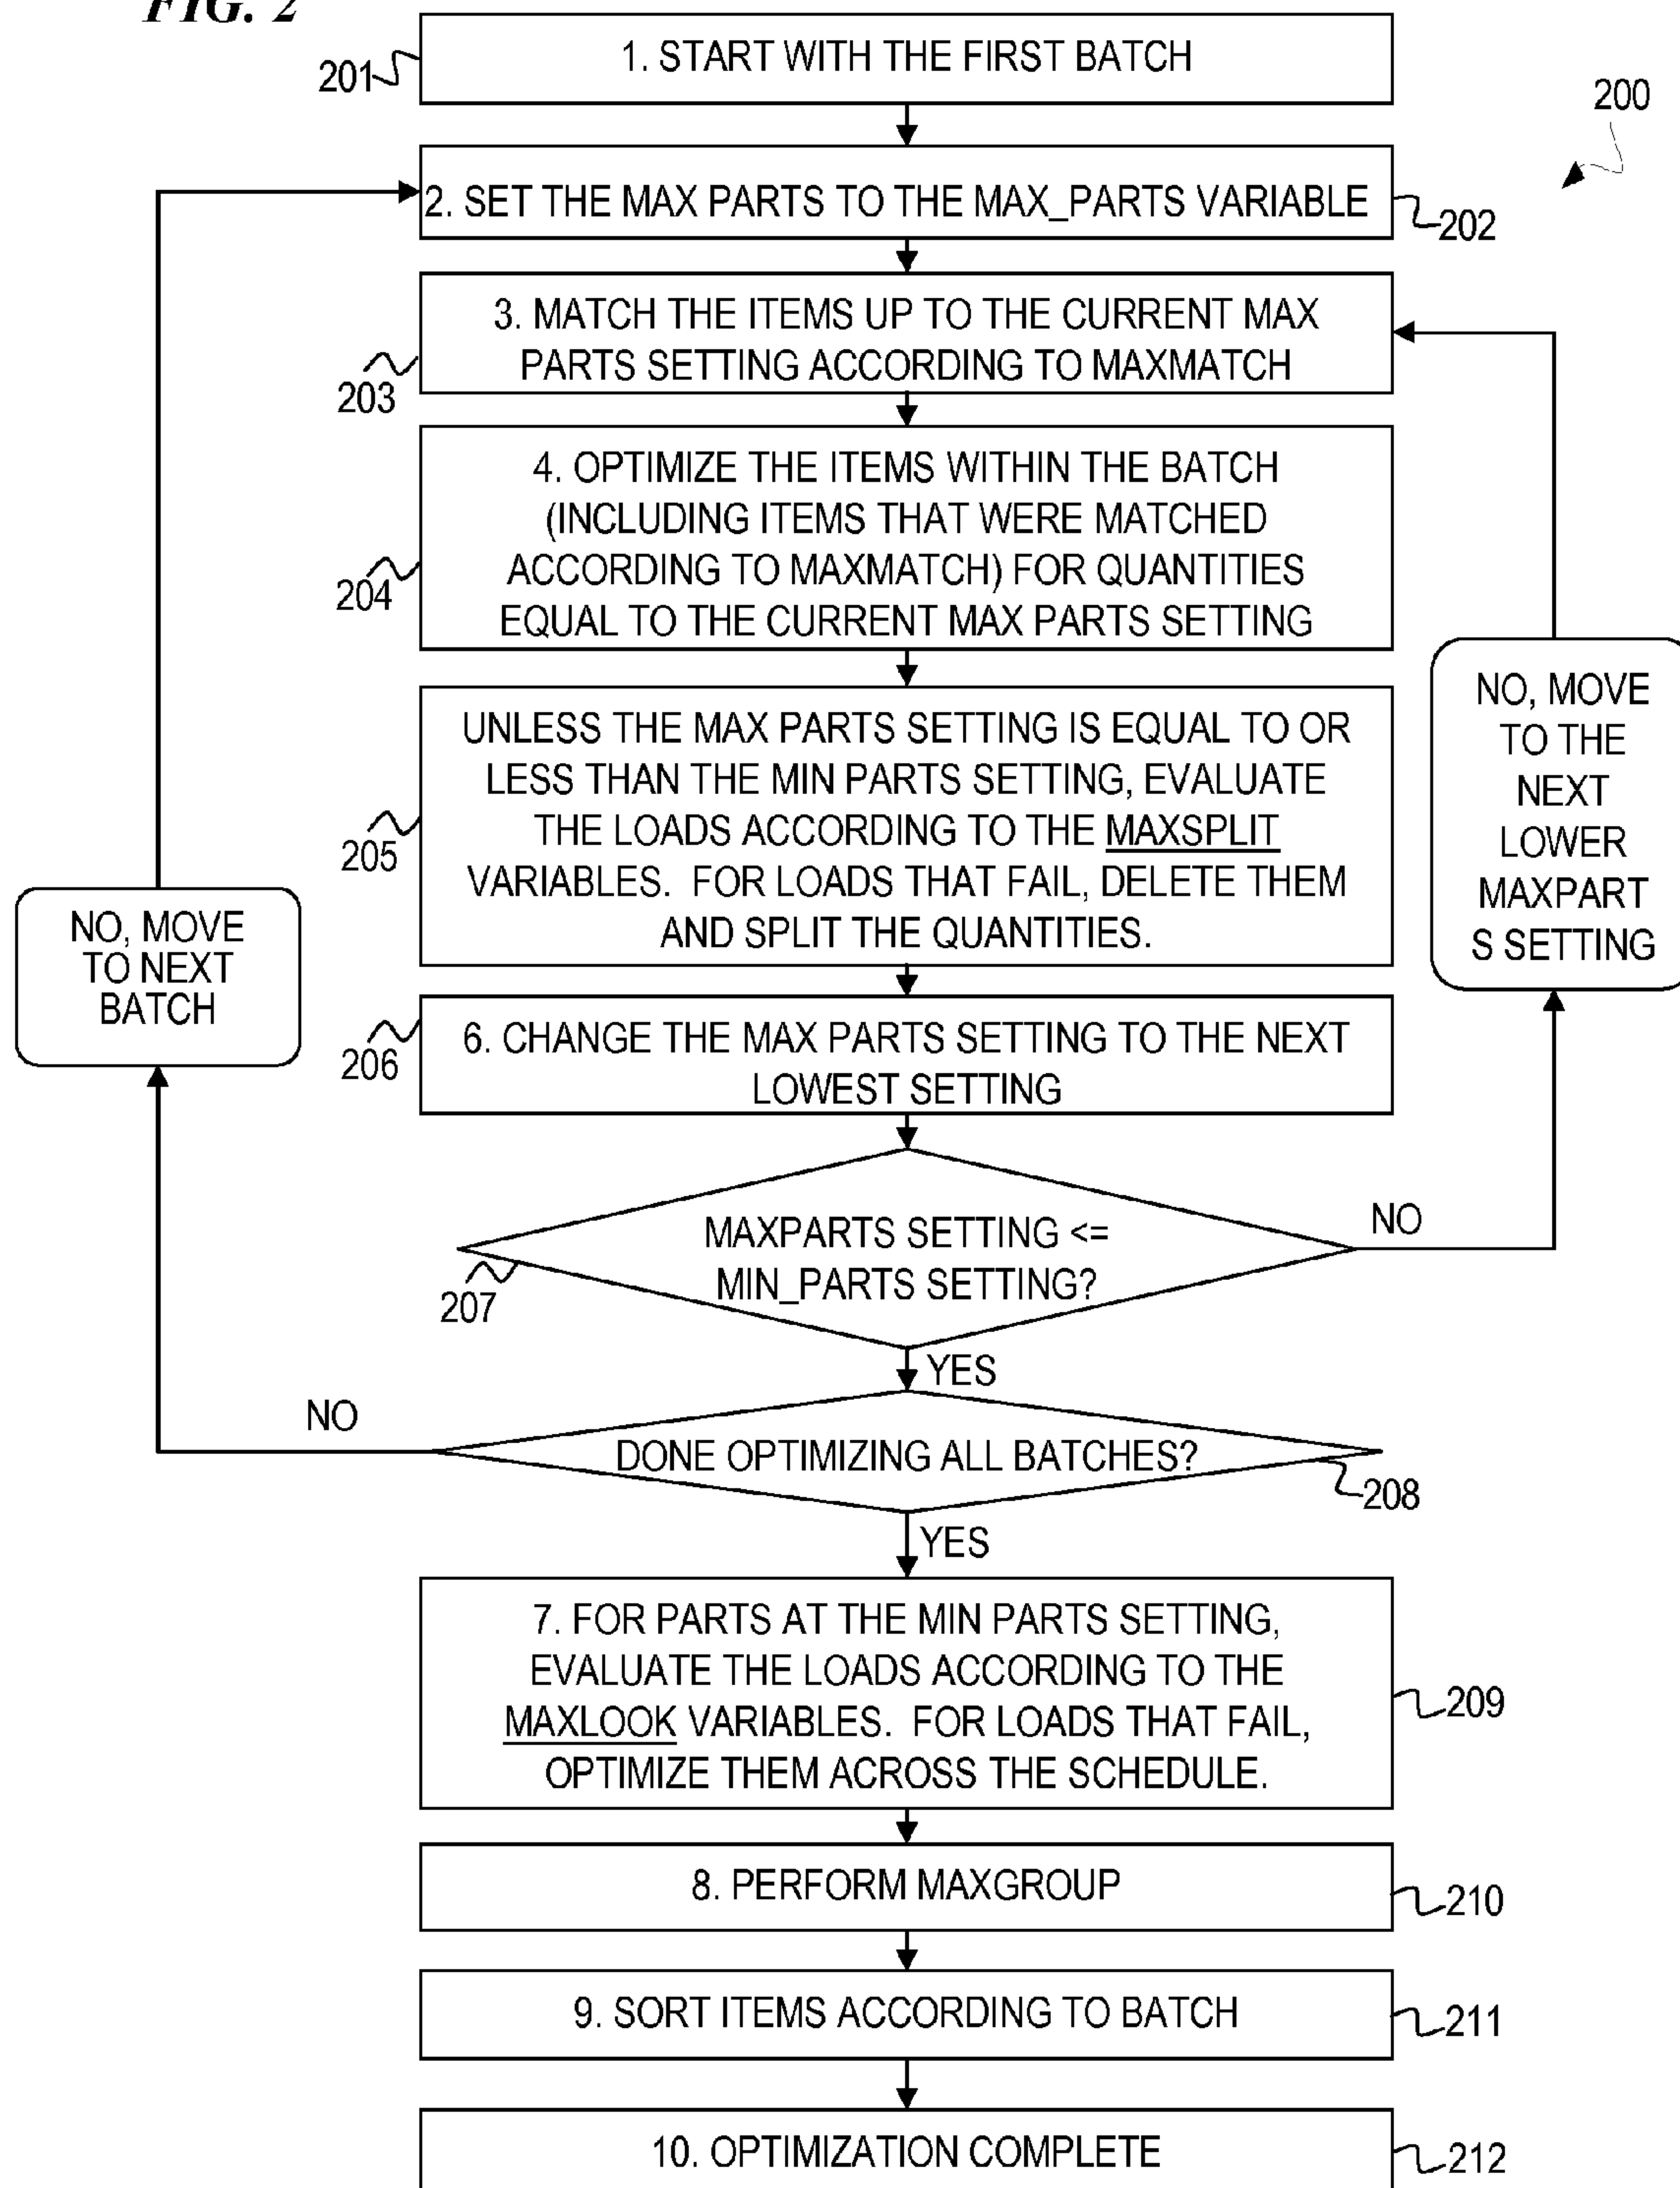 FIG. 2
1. START WITH THE FIRST BATCH
201
200
2. SET THE MAX PARTS TO THE MAX_PARTS VARIABLE
202
3. MATCH THE ITEMS UP TO THE CURRENT MAX
PARTS SETTING ACCORDING TO MAXMATCH
203
4. OPTIMIZE THE ITEMS WITHIN THE BATCH
(INCLUDING ITEMS THAT WERE MATCHED
ACCORDING TO MAXMATCH) FOR QUANTITIES
EQUAL TO THE CURRENT MAX PARTS SETTING
204
UNLESS THE MAX PARTS SETTING IS EQUAL TO OR
LESS THAN THE MIN PARTS SETTING, EVALUATE
THE LOADS ACCORDING TO THE MAXSPLIT
VARIABLES. FOR LOADS THAT FAIL, DELETE THEM
AND SPLIT THE QUANTITIES.
205
NO, MOVE
TO THE
NEXT
LOWER
MAXPART
S SETTING
NO, MOVE
TO NEXT
BATCH
6. CHANGE THE MAX PARTS SETTING TO THE NEXT
LOWEST SETTING
206
MAXPARTS SETTING <=
MIN_PARTS SETTING?
207
NO
YES
NO
DONE OPTIMIZING ALL BATCHES?
208
YES
7. FOR PARTS AT THE MIN PARTS SETTING,
EVALUATE THE LOADS ACCORDING TO THE
MAXLOOK VARIABLES. FOR LOADS THAT FAIL,
OPTIMIZE THEM ACROSS THE SCHEDULE.
209
8. PERFORM MAXGROUP
210
9. SORT ITEMS ACCORDING TO BATCH
211
10. OPTIMIZATION COMPLETE
212